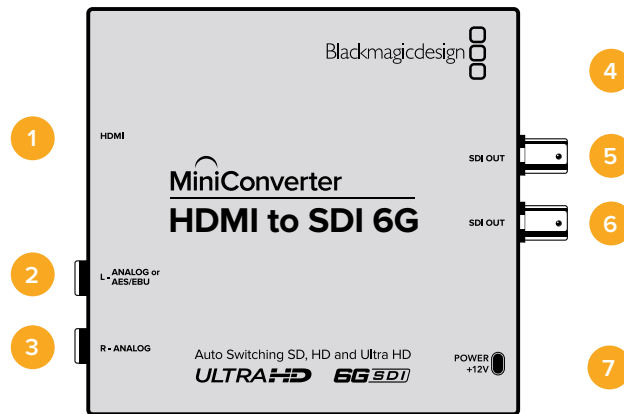 Blackmagicdesign
4
1
HDMI
SDI OUT
5
MiniConverter
HDMI to SDI 6G
SDI OUT
6
2
L - ANALOG or
AES/EBU
3
R - ANALOG
Auto Switching SD, HD and Ultra HD
ULTRAHD 6G SDI
POWER
+12V
7